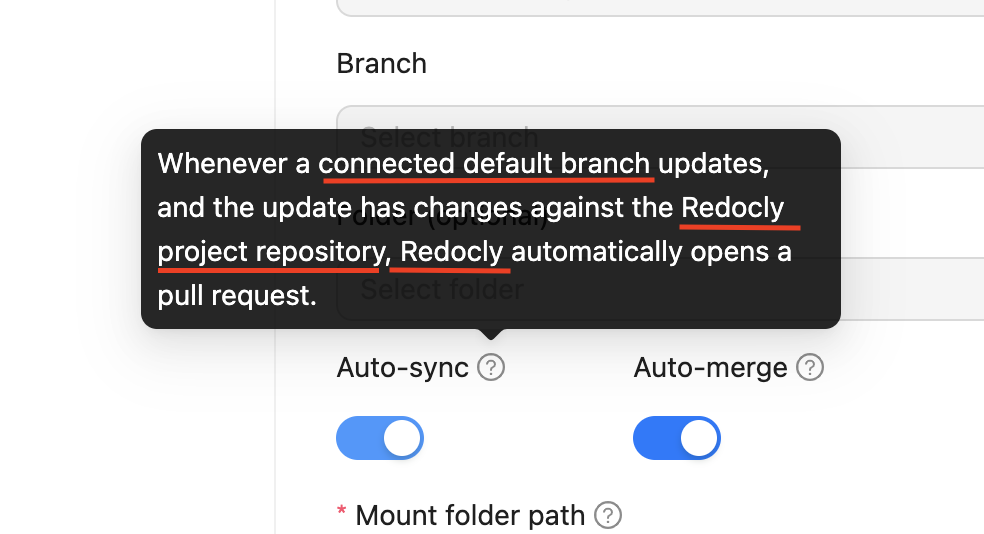 Branch
Select branch
Whenever a connected default branch updates,
and the update has changes against the Redocly
project repository, Redocly automatically opens a
pull request.
Folder (optional)
Select folder
Auto-sync ?
Auto-merge ?
* Mount folder path ?